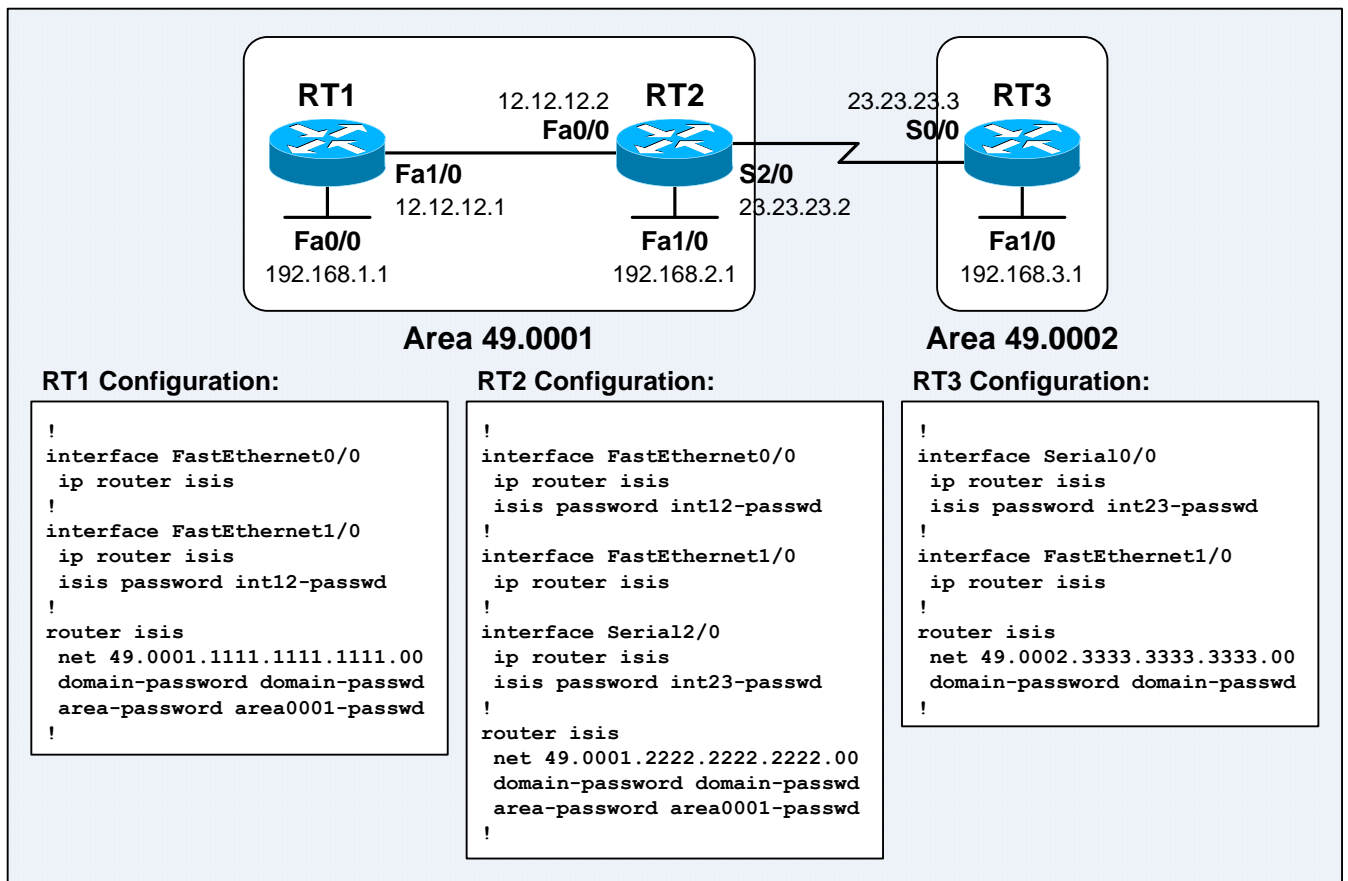 RT1
12.12.12.2
Fa0/0
RT2
23.23.23.3
S0/0
RT3
Fa1/0
12.12.12.1
S2/0
23.23.23.2
Fa0/0
192.168.1.1
Fa1/0
192.168.2.1
Fa1/0
192.168.3.1
Area 49.0001
Area 49.0002
RT1 Configuration:
!
interface FastEthernet0/0
ip router isis
!
interface FastEthernet1/0
ip router isis
isis password int12-passwd
!
router isis
net 49.0001.1111.1111.1111.00
domain-password domain-passwd
area-password area0001-passwd
!
RT2 Configuration:
!
interface FastEthernet0/0
ip router isis
isis password int12-passwd
!
interface FastEthernet1/0
ip router isis
!
interface Serial2/0
ip router isis
isis password int23-passwd
!
router isis
net 49.0001.2222.2222.2222.00
domain-password domain-passwd
area-password area0001-passwd
!
RT3 Configuration:
!
interface Serial0/0
ip router isis
isis password int23-passwd
!
interface FastEthernet1/0
ip router isis
!
router isis
net 49.0002.3333.3333.3333.00
domain-password domain-passwd
!